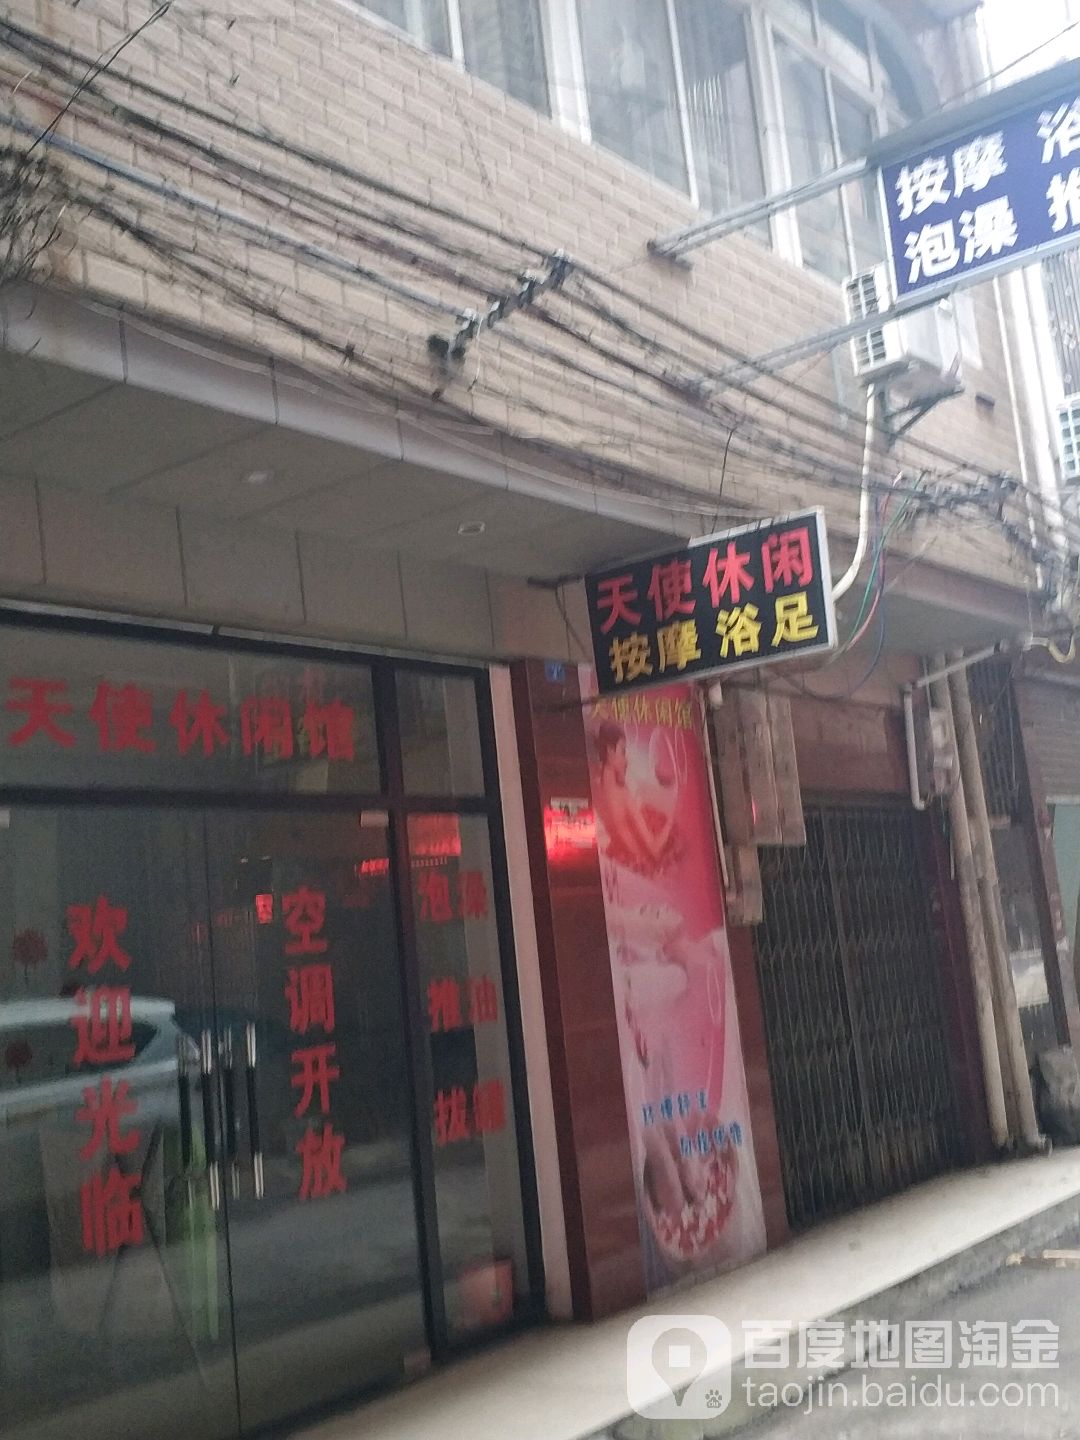 按摩 浴
泡澡 推
天使休闲
按摩 浴足
天使休闲馆
天使休闲馆
欢迎光临
空调开放
泡澡
推油
拔罐
百度地图淘金
taojin.baidu.com